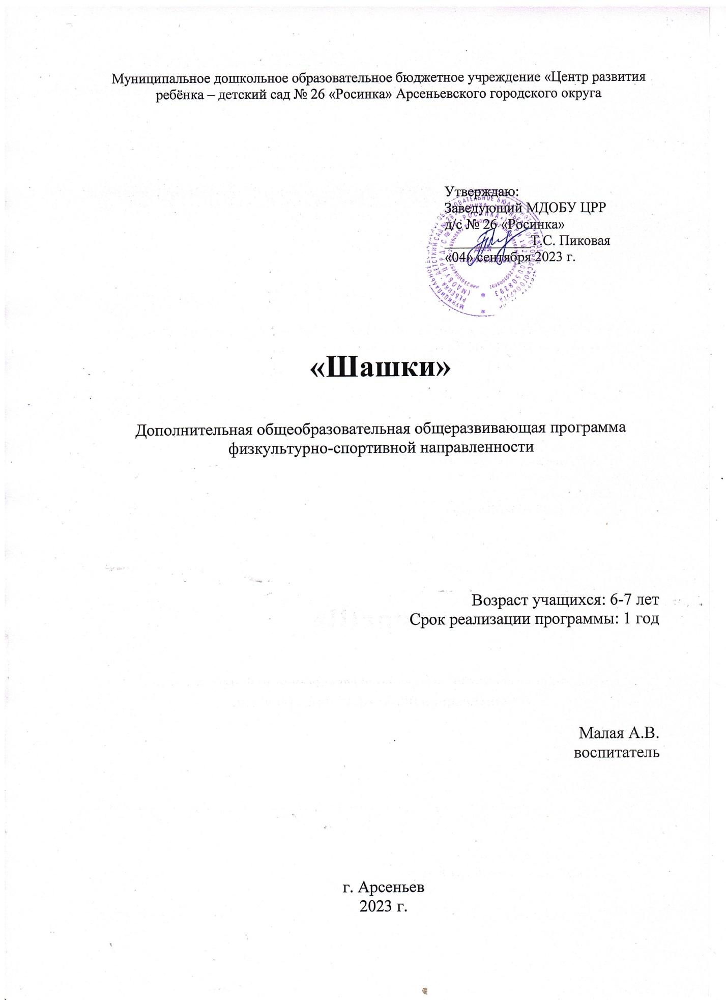 Муниципальное дошкольное образовательное бюджетное учреждение «Центр развития
ребёнка – детский сад № 26 «Росинка» Арсеньевского городского округа
Утверждаю:
Заведующий МДОБУ ЦРР
д/с № 26 «Росинка»
____________Т.С. Пиковая
«04» сентября 2023 г.
«Шашки»
Дополнительная общеобразовательная общеразвивающая программа
физкультурно-спортивной направленности
Возраст учащихся: 6-7 лет
Срок реализации программы: 1 год
Малая А.В.
воспитатель
г. Арсеньев
2023 г.